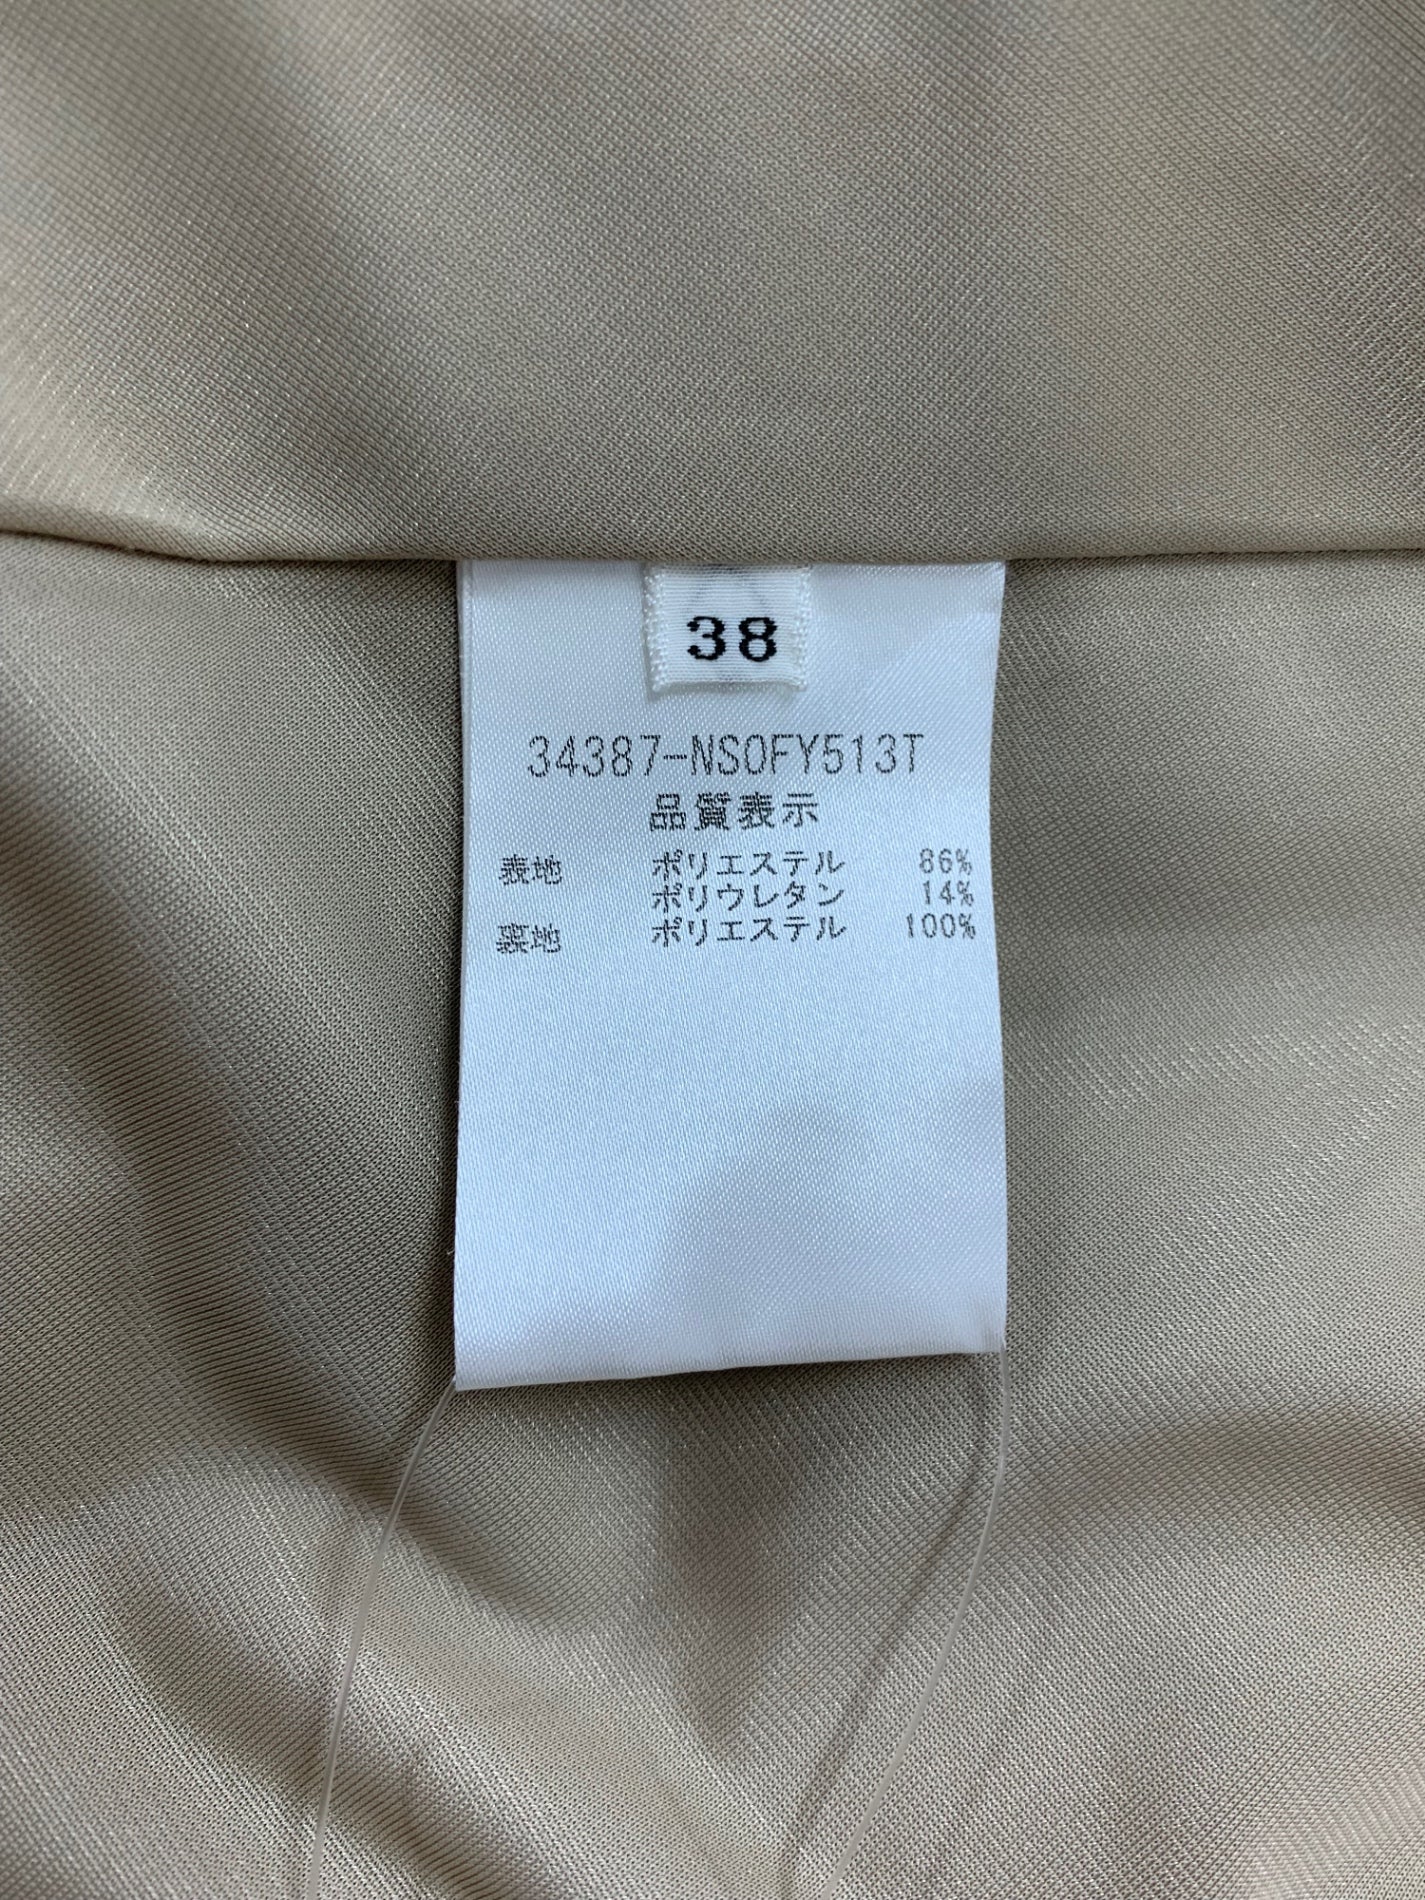 38
34387-NS0FY513T
品質表示
表地 ポリエステル 86%
ポリウレタン 14%
裏地 ポリエステル 100%